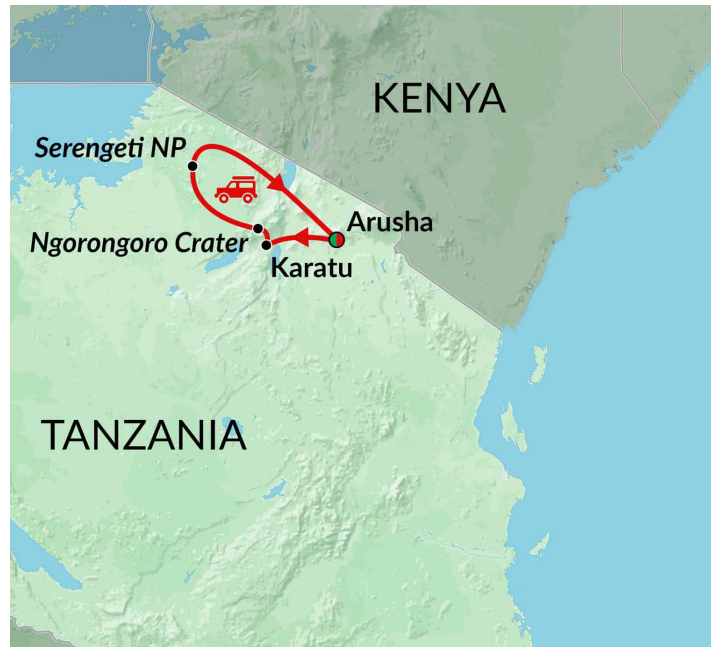 KENYA
Serengeti NP
Arusha
Ngorongoro Crater
Karatu
TANZANIA